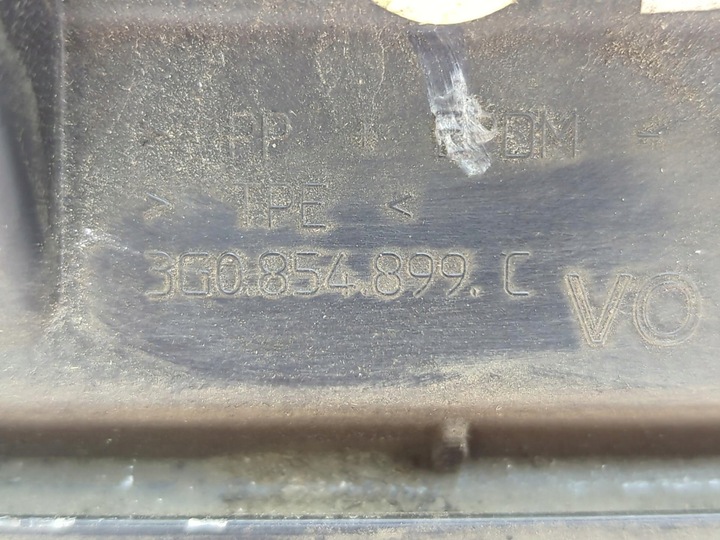 > PP + EPDM <
> TPE <
3G0.854.899.C
VO